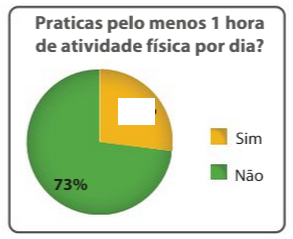 Praticas pelo menos 1 hora
de atividade física por dia?
73%
Sim
Não